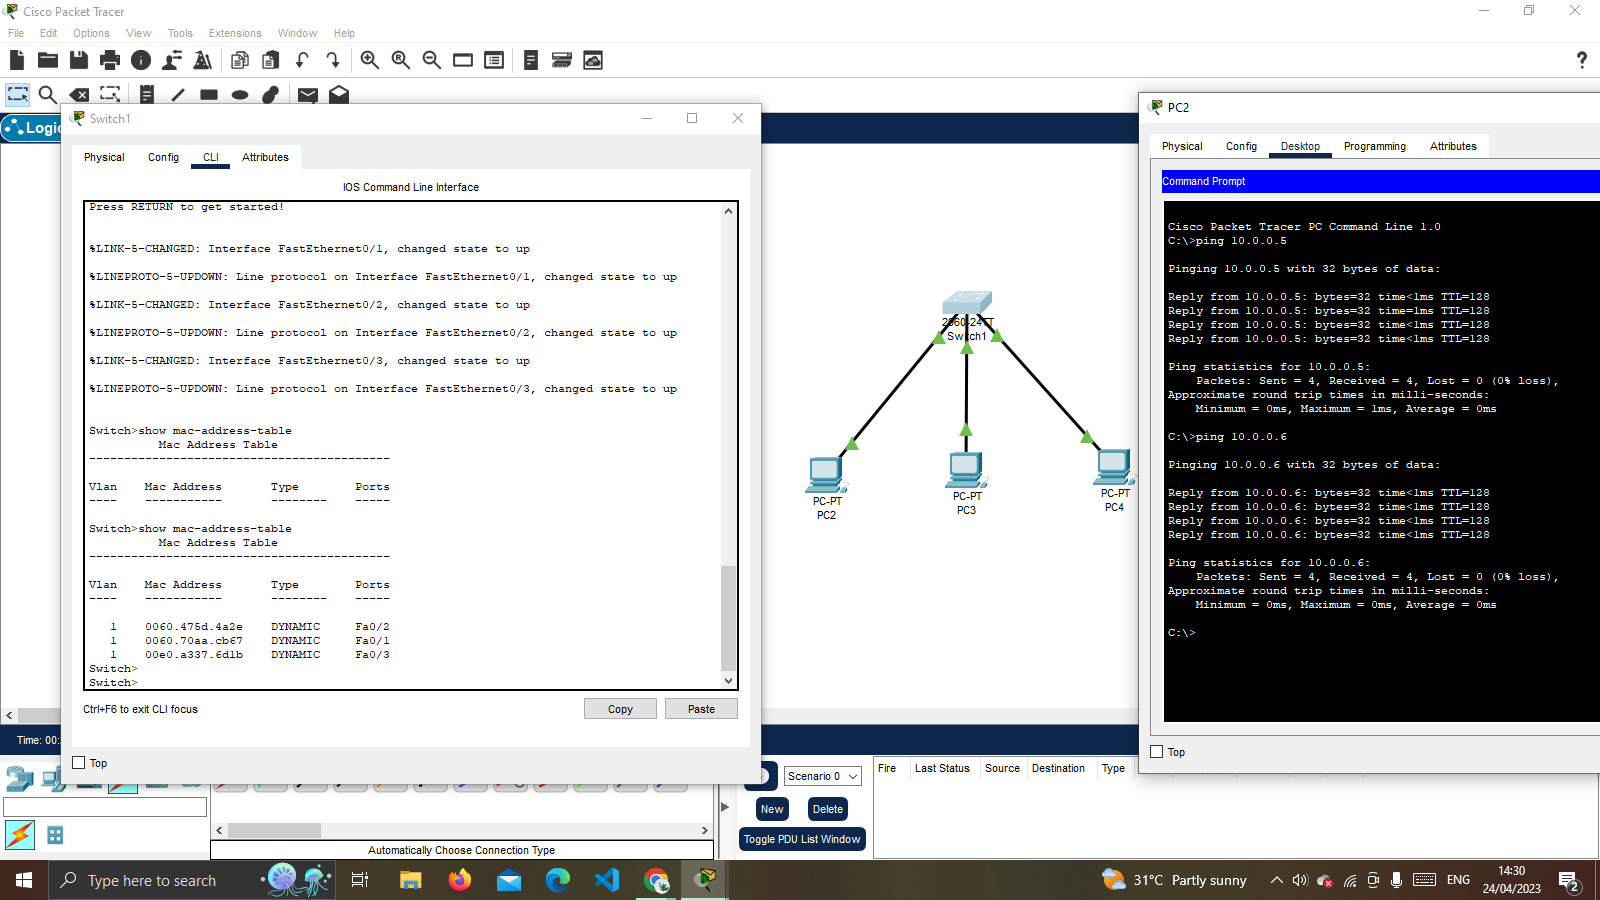 Cisco Packet Tracer
File Edit Options View Tools Extensions Window Help
Switch1
Physical Config CLI Attributes
IOS Command Line Interface
Press RETURN to get started!
%LINK-5-CHANGED: Interface FastEthernet0/1, changed state to up
%LINEPROTO-5-UPDOWN: Line protocol on Interface FastEthernet0/1, changed state to up
%LINK-5-CHANGED: Interface FastEthernet0/2, changed state to up
%LINEPROTO-5-UPDOWN: Line protocol on Interface FastEthernet0/2, changed state to up
%LINK-5-CHANGED: Interface FastEthernet0/3, changed state to up
%LINEPROTO-5-UPDOWN: Line protocol on Interface FastEthernet0/3, changed state to up
Switch>show mac-address-table
Mac Address Table
-------------------------------------------
Vlan Mac Address Type Ports
---- ----------- -------- -----
Switch>show mac-address-table
Mac Address Table
-------------------------------------------
Vlan Mac Address Type Ports
---- ----------- -------- -----
1 0060.475d.4a2e DYNAMIC Fa0/2
1 0060.70aa.cb67 DYNAMIC Fa0/1
1 00e0.a337.6d1b DYNAMIC Fa0/3
Switch>
Switch>
Ctrl+F6 to exit CLI focus
Copy Paste
Top
Switch1
PC-PT
PC2
PC-PT
PC3
PC-PT
PC4
PC2
Physical Config Desktop Programming Attributes
Command Prompt
Cisco Packet Tracer PC Command Line 1.0
C:\>ping 10.0.0.5
Pinging 10.0.0.5 with 32 bytes of data:
Reply from 10.0.0.5: bytes=32 time<1ms TTL=128
Reply from 10.0.0.5: bytes=32 time=1ms TTL=128
Reply from 10.0.0.5: bytes=32 time<1ms TTL=128
Reply from 10.0.0.5: bytes=32 time<1ms TTL=128
Ping statistics for 10.0.0.5:
Packets: Sent = 4, Received = 4, Lost = 0 (0% loss),
Approximate round trip times in milli-seconds:
Minimum = 0ms, Maximum = 1ms, Average = 0ms
C:\>ping 10.0.0.6
Pinging 10.0.0.6 with 32 bytes of data:
Reply from 10.0.0.6: bytes=32 time<1ms TTL=128
Reply from 10.0.0.6: bytes=32 time<1ms TTL=128
Reply from 10.0.0.6: bytes=32 time<1ms TTL=128
Reply from 10.0.0.6: bytes=32 time<1ms TTL=128
Ping statistics for 10.0.0.6:
Packets: Sent = 4, Received = 4, Lost = 0 (0% loss),
Approximate round trip times in milli-seconds:
Minimum = 0ms, Maximum = 0ms, Average = 0ms
C:\>
Top
Time: 00:
Scenario 0
New Delete
Toggle PDU List Window
Fire Last Status Source Destination Type
Automatically Choose Connection Type
Type here to search
31°C Partly sunny
ENG
14:30
24/04/2023
2